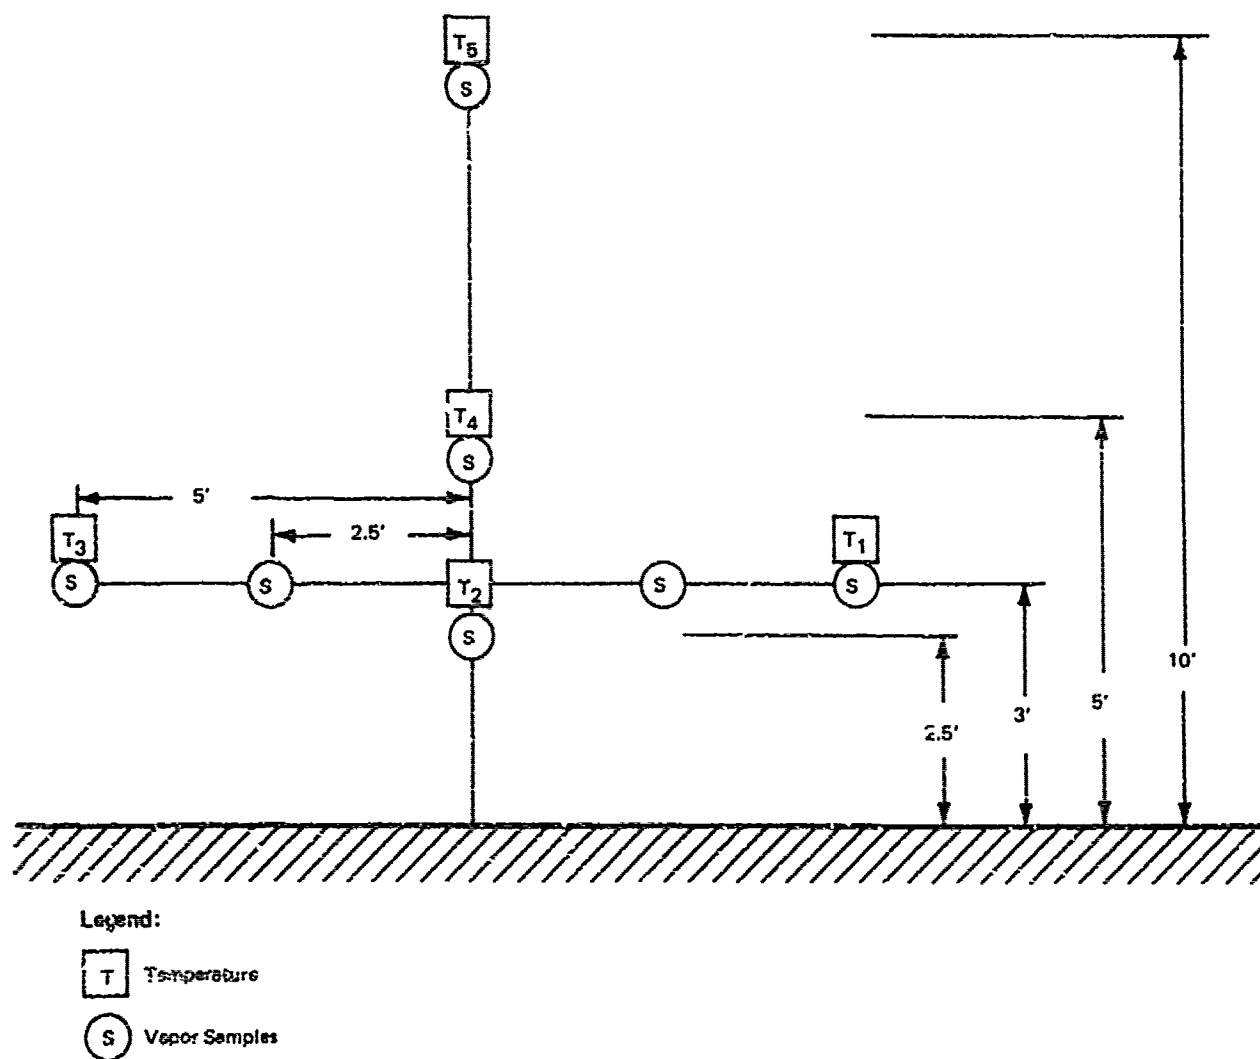 T5
S
T4
S
5'
2.5'
T3
T1
S
S
T2
S
S
S
10'
5'
3'
2.5'
Legend:
T Temperature
S Vapor Samples